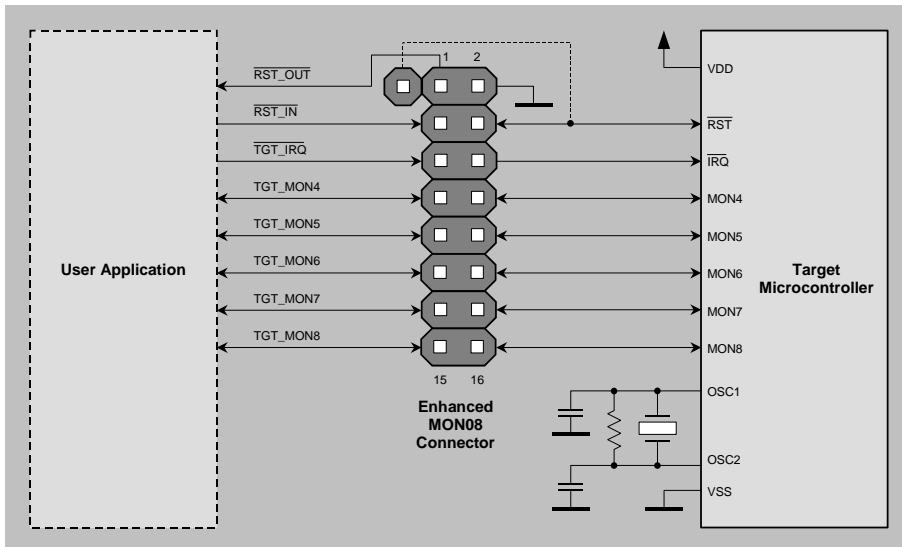 1 2
RST_OUT
VDD
RST_IN
RST
TGT_IRQ
IRQ
TGT_MON4
MON4
TGT_MON5
MON5
User Application
TGT_MON6
MON6
Target
Microcontroller
TGT_MON7
MON7
TGT_MON8
MON8
15 16
OSC1
Enhanced
MON08
Connector
OSC2
VSS